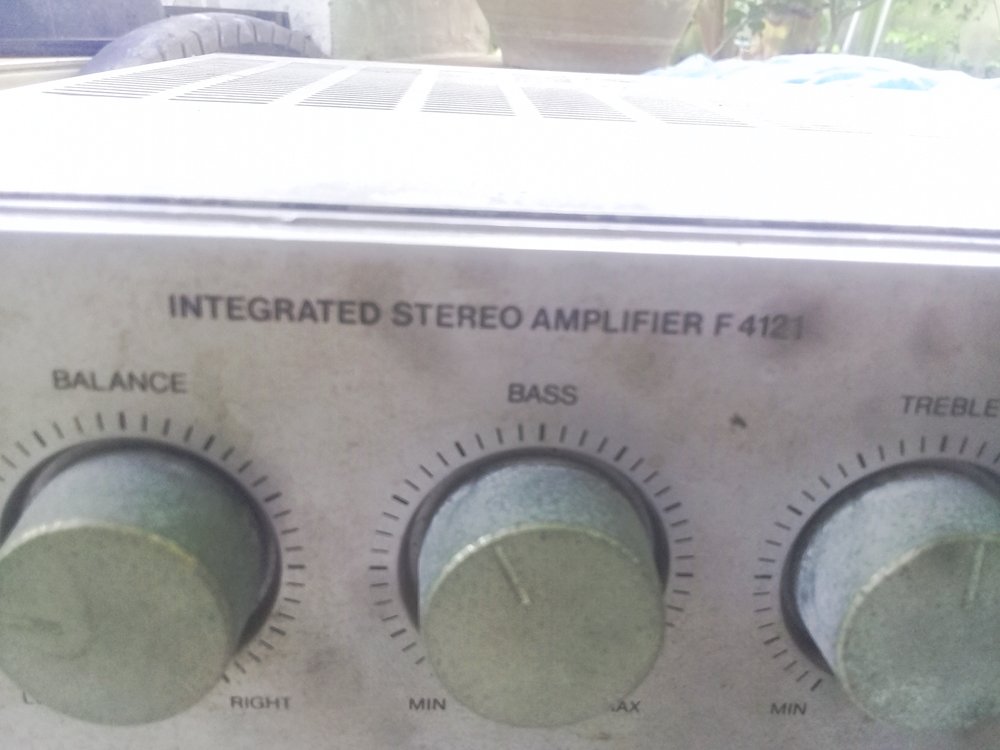 INTEGRATED STEREO AMPLIFIER F 4121
BALANCE
BASS
TREBLE
RIGHT
MIN
MIN